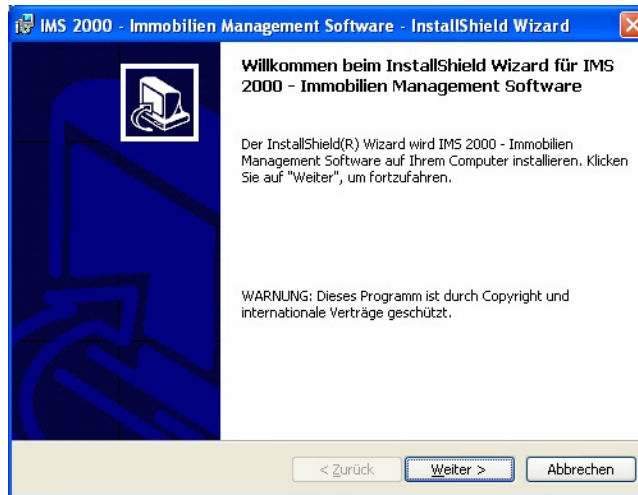 IMS 2000 - Immobilien Management Software - InstallShield Wizard
Willkommen beim InstallShield Wizard für IMS
2000 - Immobilien Management Software
Der InstallShield(R) Wizard wird IMS 2000 - Immobilien
Management Software auf Ihrem Computer installieren. Klicken
Sie auf "Weiter", um fortzufahren.
WARNUNG: Dieses Programm ist durch Copyright und
internationale Verträge geschützt.
< Zurück Weiter > Abbrechen